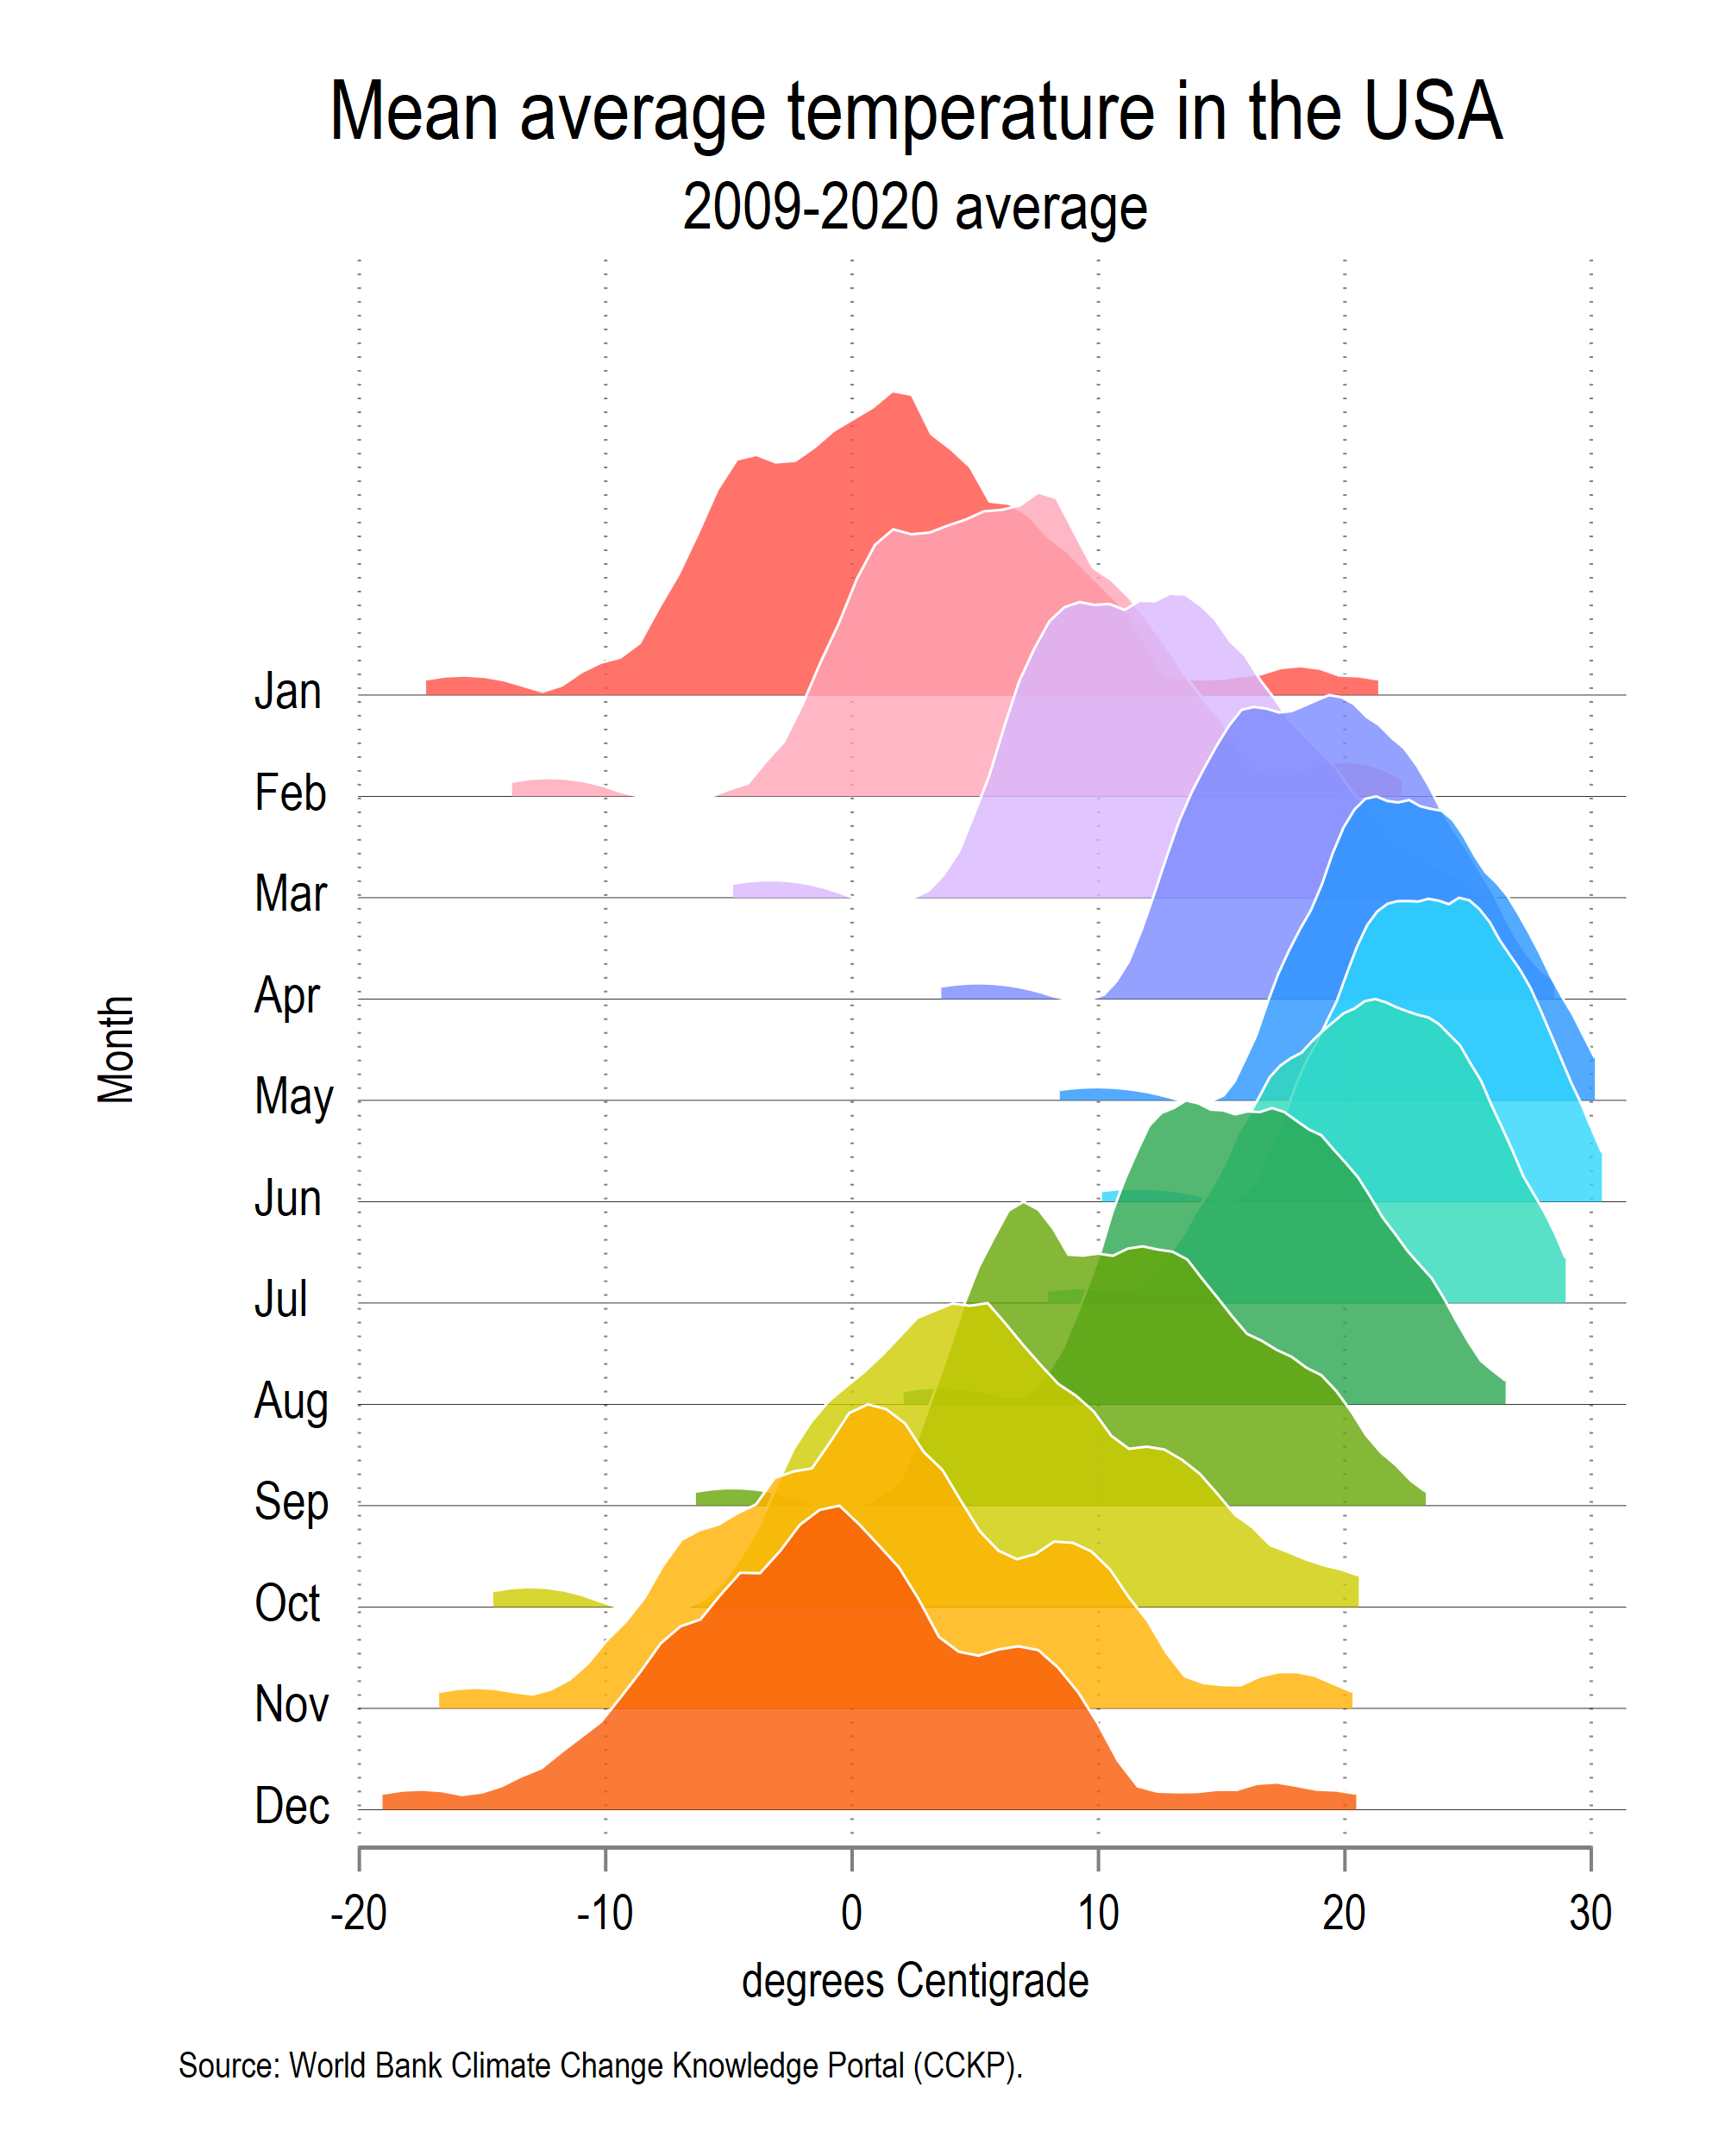 Mean average temperature in the USA
2009-2020 average
Month
Jan
Feb
Mar
Apr
May
Jun
Jul
Aug
Sep
Oct
Nov
Dec
-20 -10 0 10 20 30
degrees Centigrade
Source: World Bank Climate Change Knowledge Portal (CCKP).